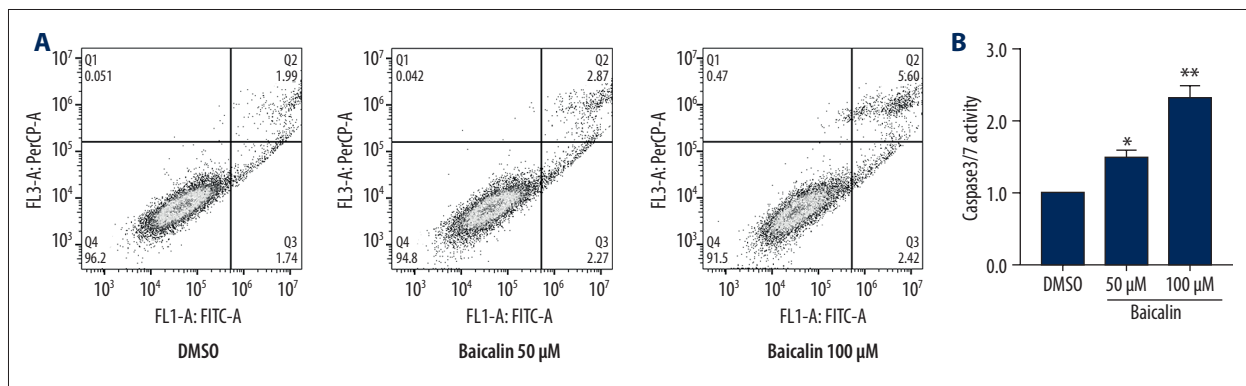 A
Q1
0.051
Q2
1.99
Q4
96.2
Q3
1.74
10^7
10^6
10^5
10^4
10^3
FL3-A: PerCP-A
10^3 10^4 10^5 10^6 10^7
FL1-A: FITC-A
DMSO
Q1
0.042
Q2
2.87
Q4
94.8
Q3
2.27
10^7
10^6
10^5
10^4
10^3
FL3-A: PerCP-A
10^3 10^4 10^5 10^6 10^7
FL1-A: FITC-A
Baicalin 50 µM
Q1
0.47
Q2
5.60
Q4
91.5
Q3
2.42
10^7
10^6
10^5
10^4
10^3
FL3-A: PerCP-A
10^3 10^4 10^5 10^6 10^7
FL1-A: FITC-A
Baicalin 100 µM
B
3.0
2.0
1.0
0.0
Caspase3/7 activity
*
**
DMSO 50 µM 100 µM
Baicalin